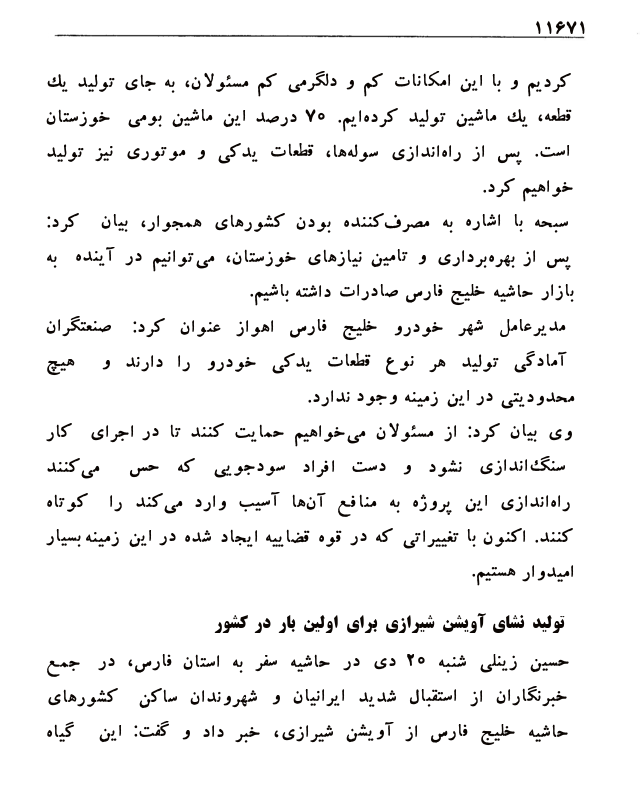 ۱۱۶۷۱
کردیم و با این امکانات کم و دلگرمی کم مسئولان، به جای تولید یك
قطعه، یك ماشین تولید کرده‌ایم. ۷۰ درصد این ماشین بومی خوزستان
است. پس از راه‌اندازی سوله‌ها، قطعات یدکی و موتوری نیز تولید
خواهیم کرد.
سبحه با اشاره به مصرف‌کننده بودن کشورهای همجوار، بیان کرد:
پس از بهره‌برداری و تامین نیازهای خوزستان، می‌توانیم در آینده به
بازار حاشیه خلیج فارس صادرات داشته باشیم.
مدیرعامل شهر خودرو خلیج فارس اهواز عنوان کرد: صنعتگران
آمادگی تولید هر نوع قطعات یدکی خودرو را دارند و هیچ
محدودیتی در این زمینه وجود ندارد.
وی بیان کرد: از مسئولان می‌خواهیم حمایت کنند تا در اجرای کار
سنگ‌اندازی نشود و دست افراد سودجویی که حس می‌کنند
راه‌اندازی این پروژه به منافع آن‌ها آسیب وارد می‌کند را کوتاه
کنند. اکنون با تغییراتی که در قوه قضاییه ایجاد شده در این زمینه بسیار
امیدوار هستیم.
تولید نشای آویشن شیرازی برای اولین بار در کشور
حسین زینلی شنبه ۲۰ دی در حاشیه سفر به استان فارس، در جمع
خبرنگاران از استقبال شدید ایرانیان و شهروندان ساکن کشورهای
حاشیه خلیج فارس از آویشن شیرازی، خبر داد و گفت: این گیاه